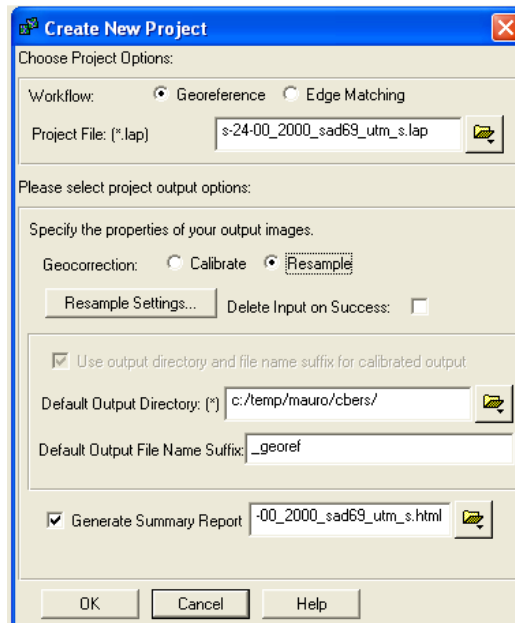 Create New Project
Choose Project Options:
Workflow: Georeference Edge Matching
Project File: (*.lap) s-24-00_2000_sad69_utm_s.lap
Please select project output options:
Specify the properties of your output images.
Geocorrection: Calibrate Resample
Resample Settings... Delete Input on Success:
Use output directory and file name suffix for calibrated output
Default Output Directory: (*) c:/temp/mauro/cbers/
Default Output File Name Suffix: _georef
Generate Summary Report -00_2000_sad69_utm_s.html
OK Cancel Help